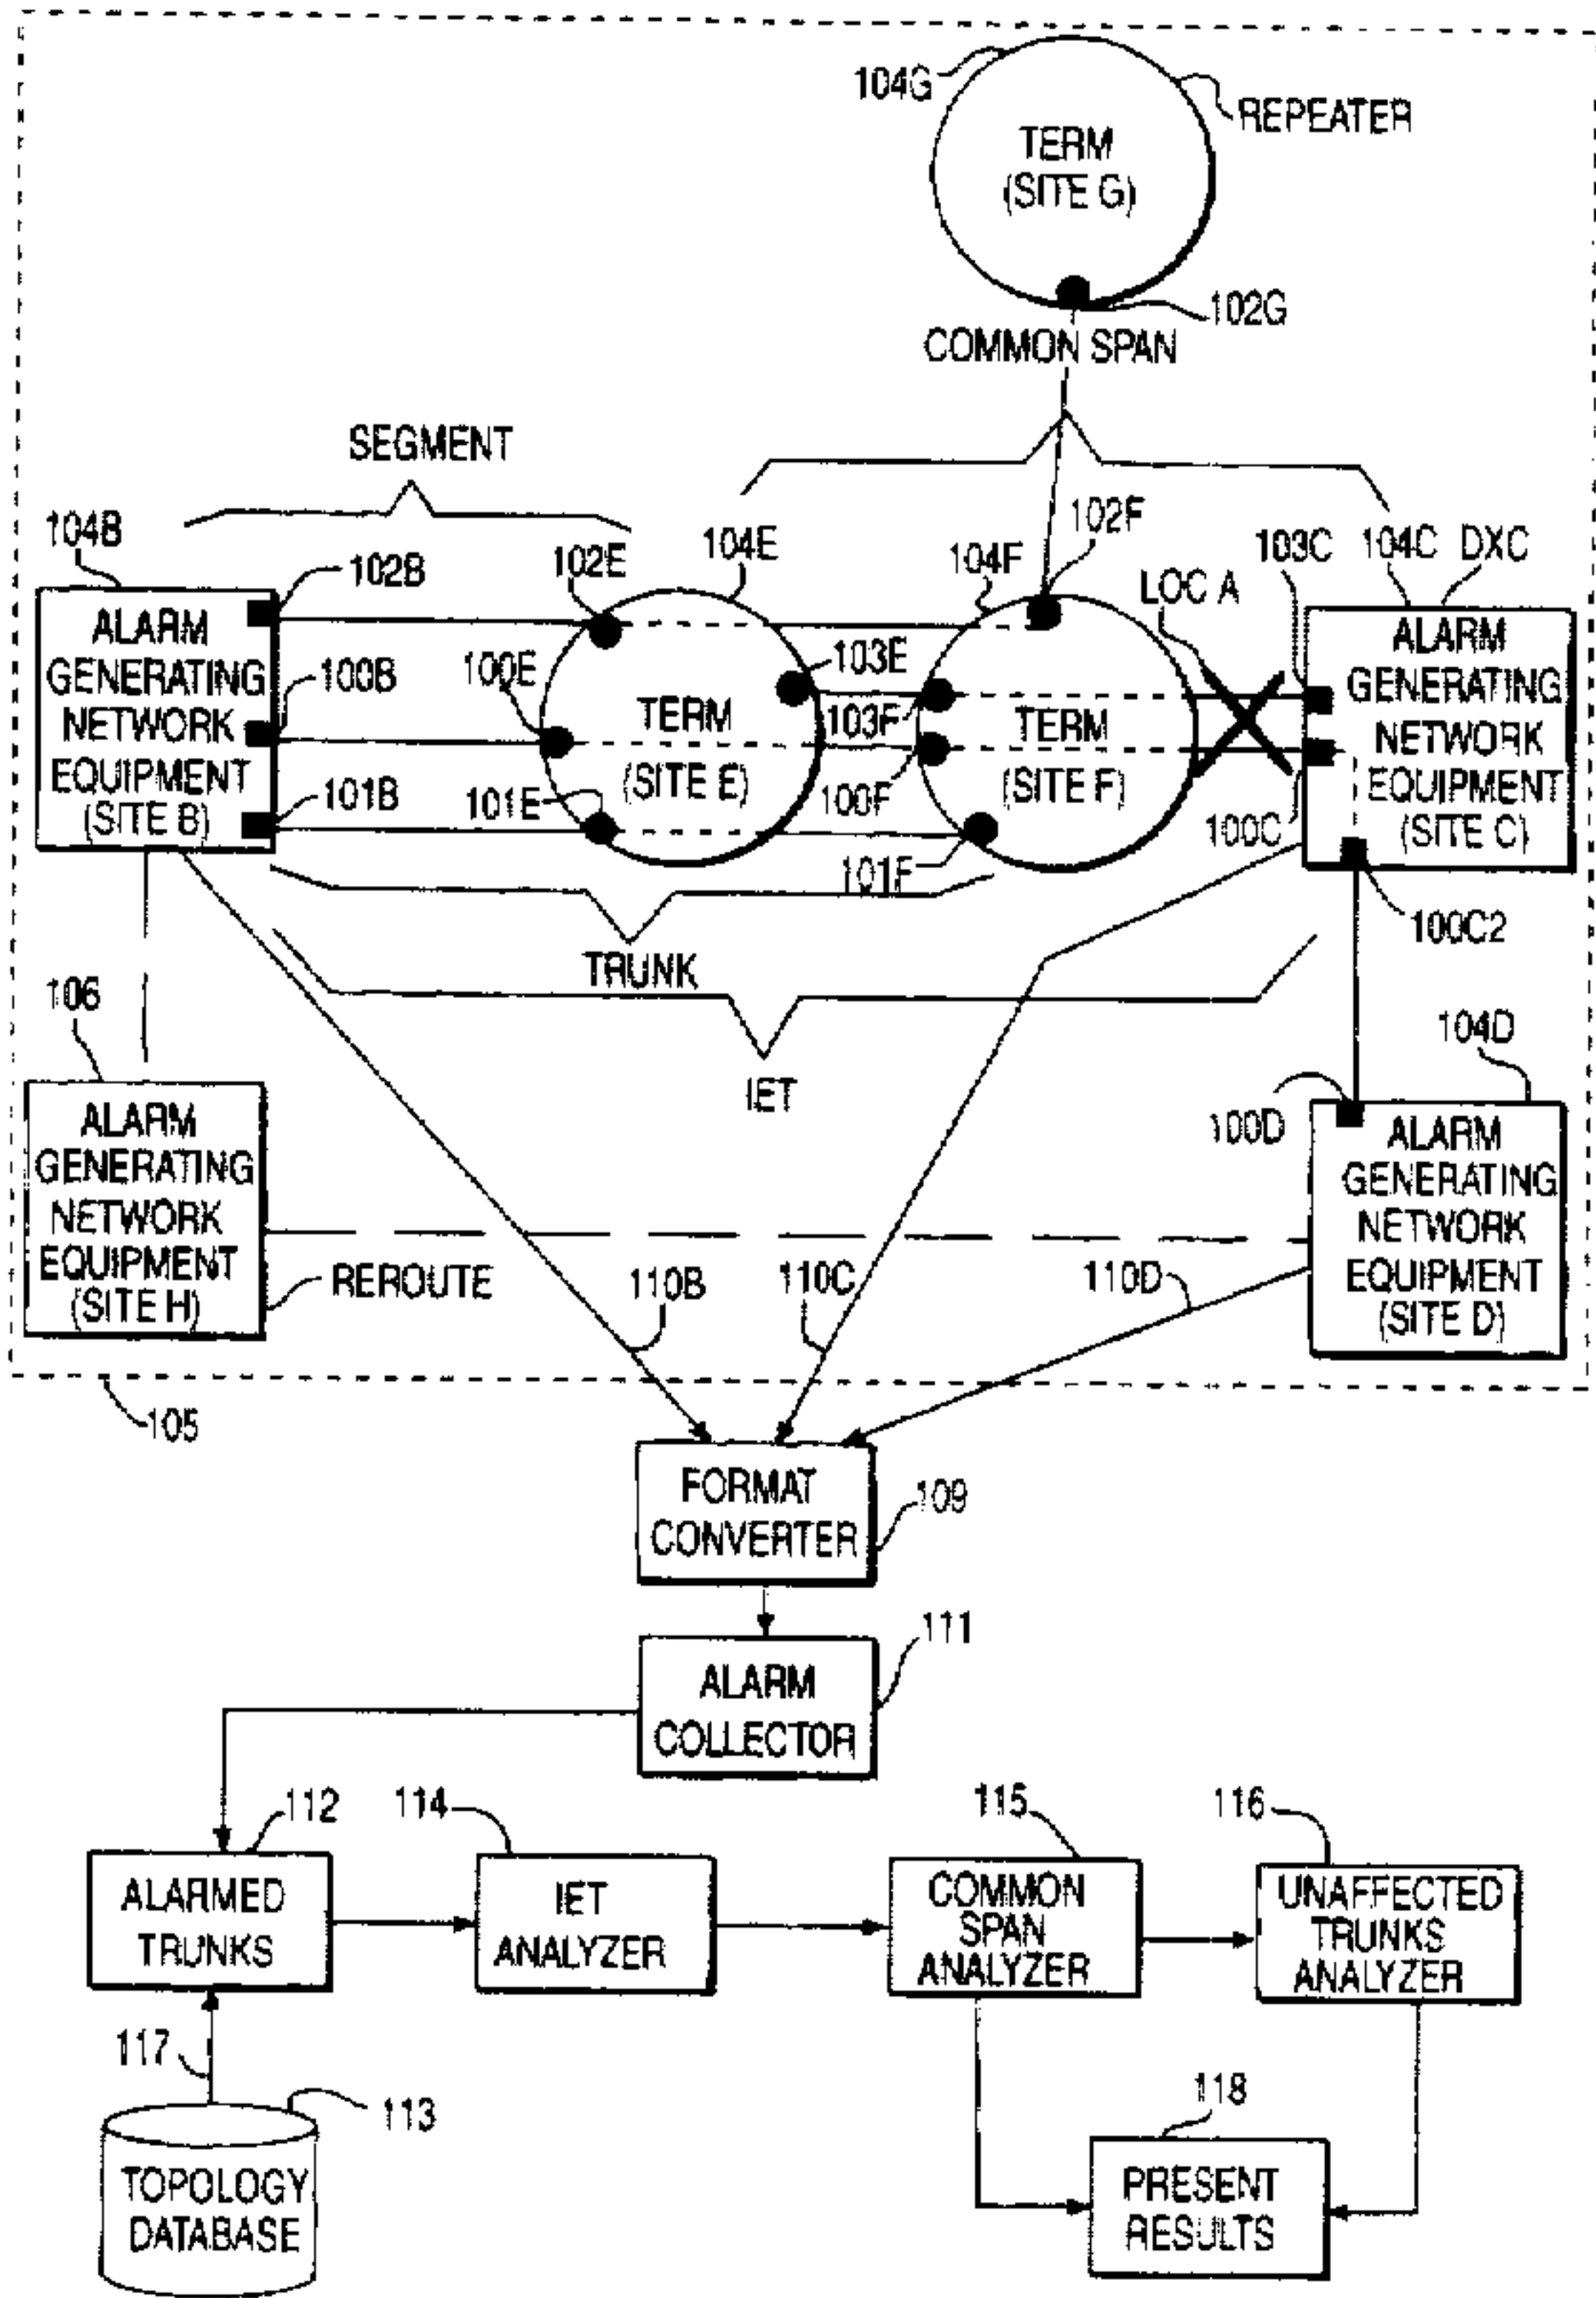 104G
REPEATER
TERM
(SITE G)
102G
COMMON SPAN
SEGMENT
104B
102B
102E
104E
104F
102F
LOC A
103C
104C
DXC
ALARM
GENERATING
NETWORK
EQUIPMENT
(SITE B)
100B
101B
100E
101E
TERM
(SITE E)
103E
103F
100F
101F
TERM
(SITE F)
100C
ALARM
GENERATING
NETWORK
EQUIPMENT
(SITE C)
100C2
TRUNK
IET
106
ALARM
GENERATING
NETWORK
EQUIPMENT
(SITE H)
REROUTE
104D
100D
ALARM
GENERATING
NETWORK
EQUIPMENT
(SITE D)
110B
110C
110D
105
FORMAT
CONVERTER
109
ALARM
COLLECTOR
111
112
ALARMED
TRUNKS
114
IET
ANALYZER
115
COMMON
SPAN
ANALYZER
116
UNAFFECTED
TRUNKS
ANALYZER
117
113
TOPOLOGY
DATABASE
118
PRESENT
RESULTS